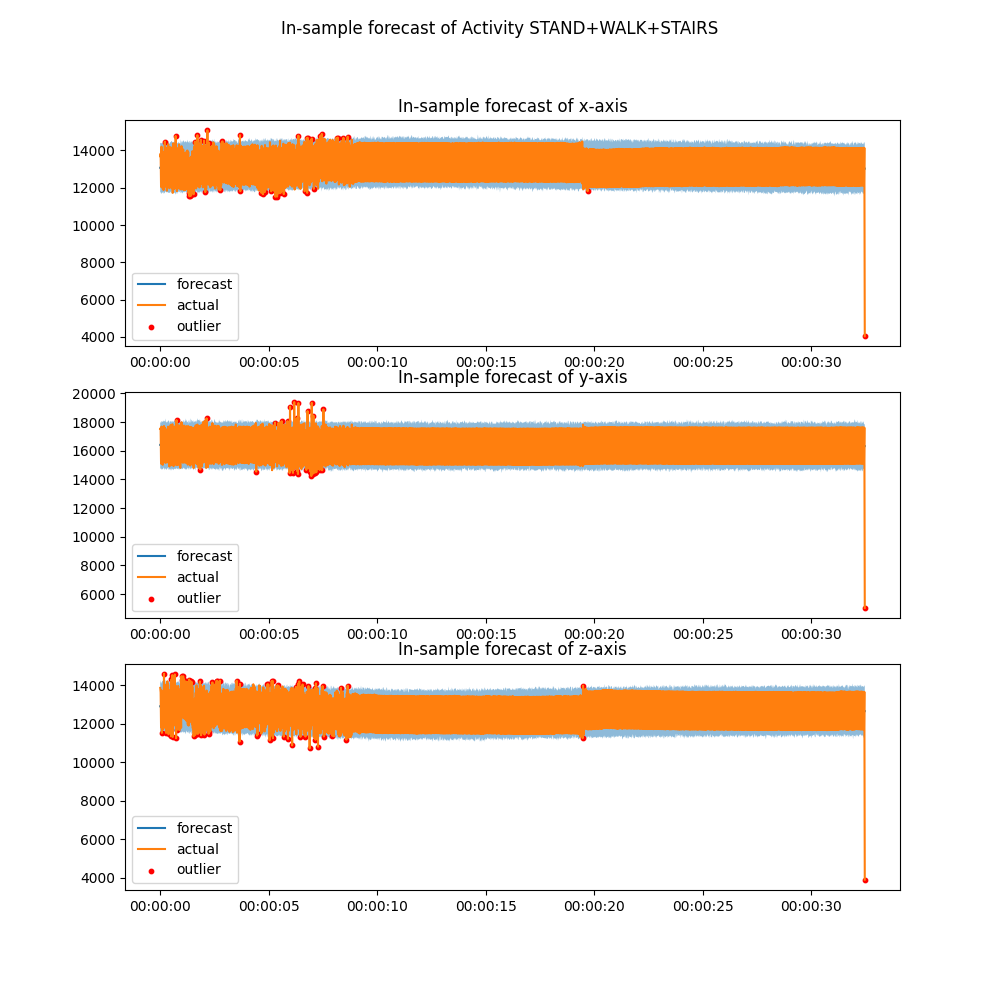 In-sample forecast of Activity STAND+WALK+STAIRS
In-sample forecast of x-axis
14000
12000
10000
8000
6000
4000
forecast
actual
outlier
00:00:00 00:00:05 00:00:10 00:00:15 00:00:20 00:00:25 00:00:30
In-sample forecast of y-axis
20000
18000
16000
14000
12000
10000
8000
6000
forecast
actual
outlier
00:00:00 00:00:05 00:00:10 00:00:15 00:00:20 00:00:25 00:00:30
In-sample forecast of z-axis
14000
12000
10000
8000
6000
4000
forecast
actual
outlier
00:00:00 00:00:05 00:00:10 00:00:15 00:00:20 00:00:25 00:00:30